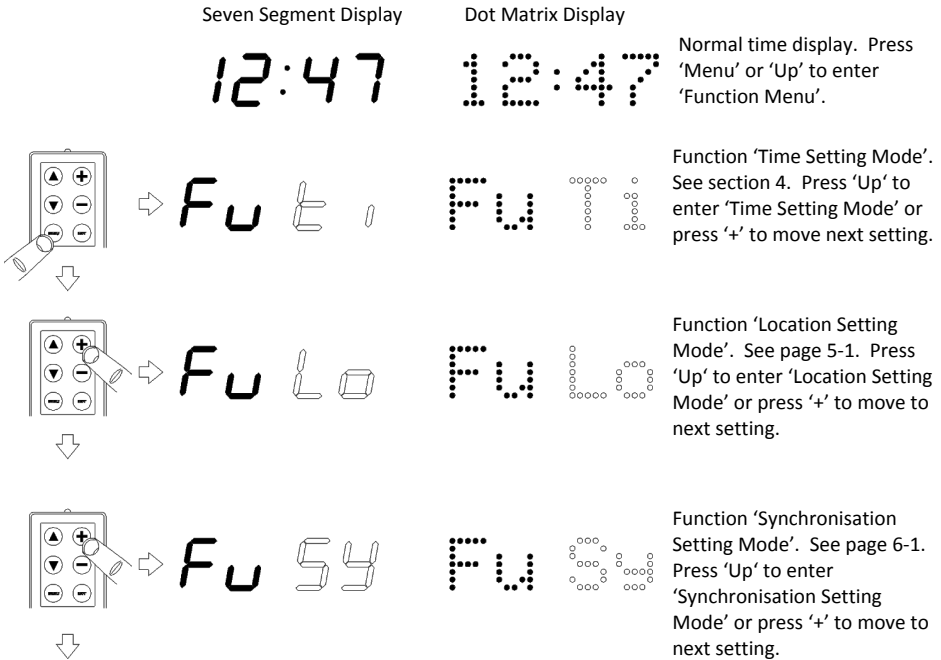 Seven Segment Display Dot Matrix Display
12:47 12:47
Normal time display. Press
‘Menu’ or ‘Up’ to enter
‘Function Menu’.
Fu ti Fu Ti
Function ‘Time Setting Mode’.
See section 4. Press ‘Up‘ to
enter ‘Time Setting Mode’ or
press ‘+’ to move next setting.
Fu Lo Fu Lo
Function ‘Location Setting
Mode’. See page 5-1. Press
‘Up‘ to enter ‘Location Setting
Mode’ or press ‘+’ to move to
next setting.
Fu Sy Fu Sy
Function ‘Synchronisation
Setting Mode’. See page 6-1.
Press ‘Up‘ to enter
‘Synchronisation Setting
Mode’ or press ‘+’ to move to
next setting.